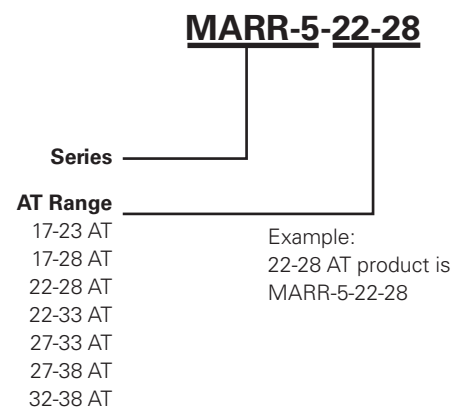 MARR-5-22-28
Series
AT Range
17-23 AT
17-28 AT
22-28 AT
22-33 AT
27-33 AT
27-38 AT
32-38 AT
Example:
22-28 AT product is
MARR-5-22-28